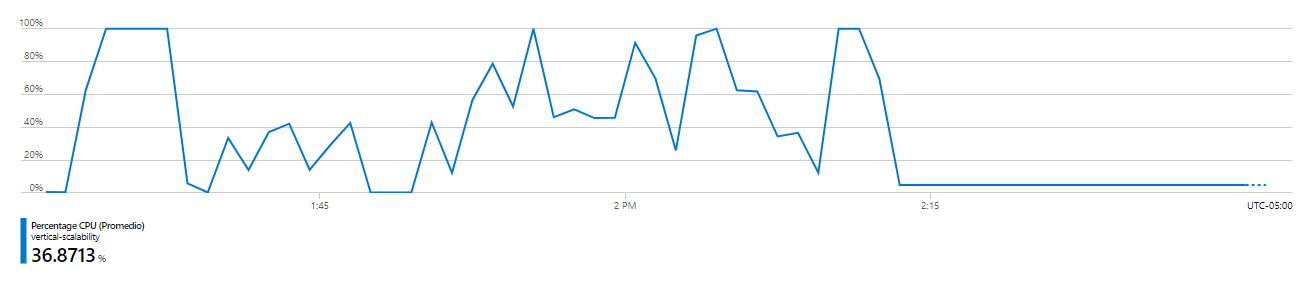 100%
80%
60%
40%
20%
0%
1:45
2 PM
2:15
UTC-05:00
Percentage CPU (Promedio)
vertical-scalability
36.8713 %